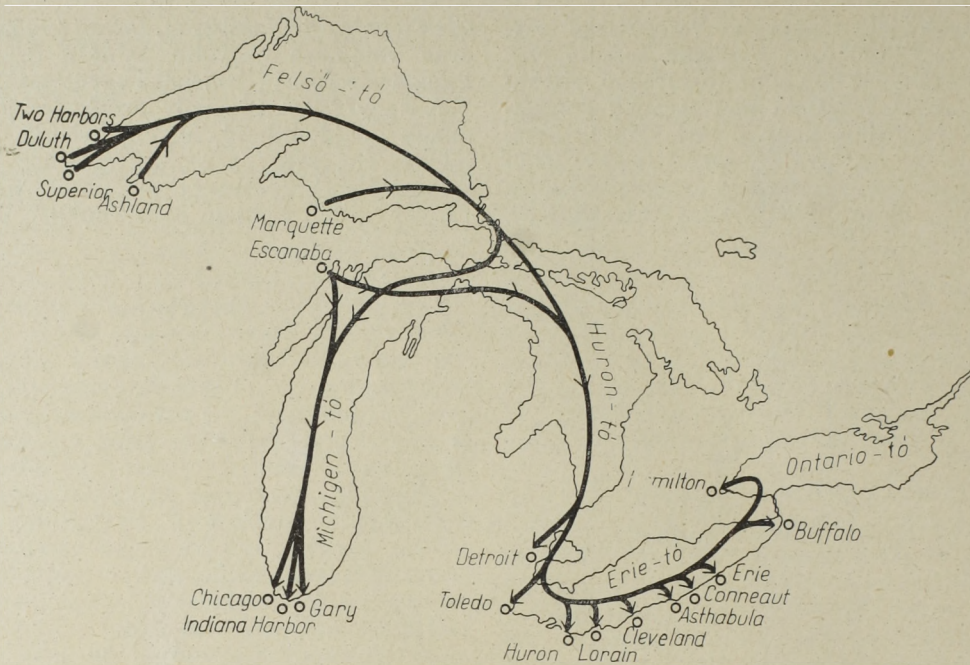 Felső-tó
Two Harbors
Duluth
Superior
Ashland
Marquette
Escanaba
Huron-tó
Michigen-tó
Ontario-tó
Buffalo
Detroit
Erie-tó
Erie
Conneaut
Asthabula
Toledo
Chicago
Gary
Indiana Harbor
Cleveland
Huron
Lorain